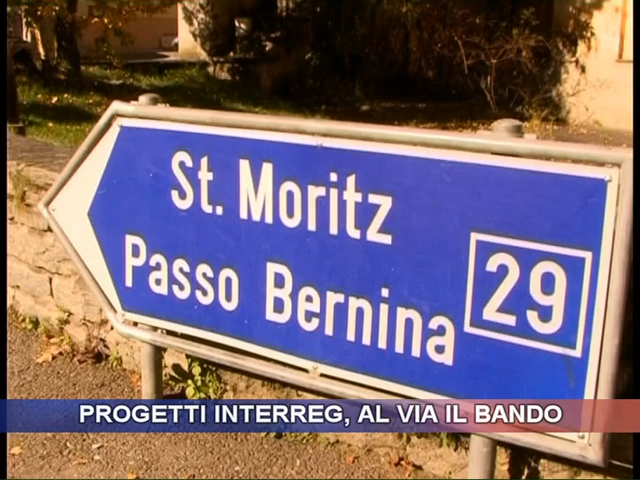 St. Moritz
Passo Bernina
29
PROGETTI INTERREG, AL VIA IL BANDO